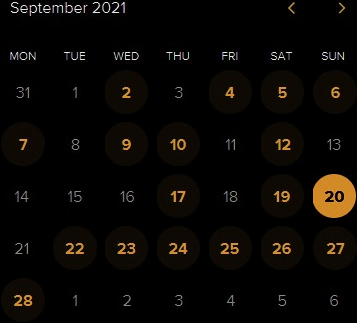 September 2021
MON TUE WED THU FRI SAT SUN
31 1 2 3 4 5 6
7 8 9 10 11 12 13
14 15 16 17 18 19 20
21 22 23 24 25 26 27
28 1 2 3 4 5 6